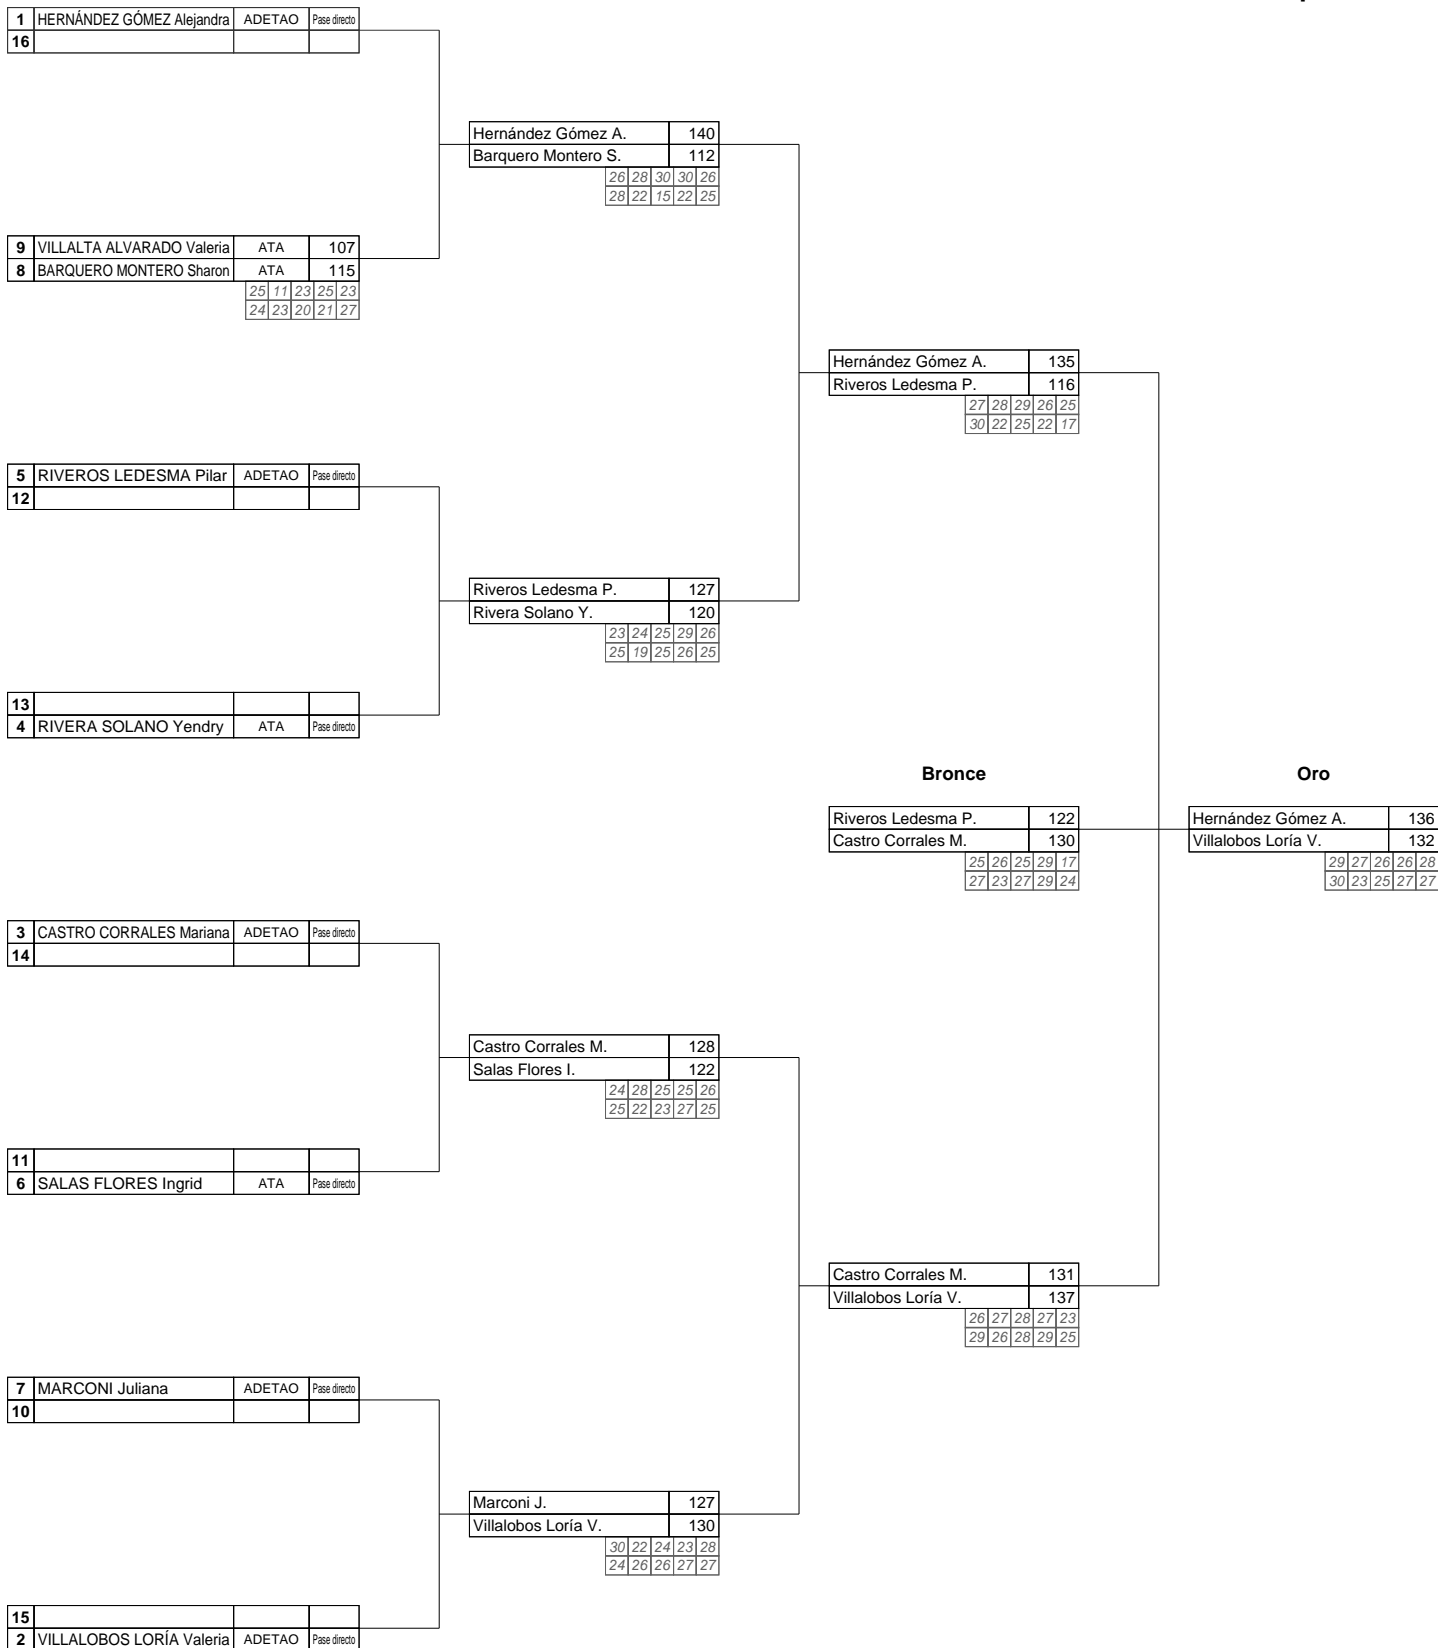 1 HERNÁNDEZ GÓMEZ Alejandra ADETAO Pase directo
16
Hernández Gómez A. 140
Barquero Montero S. 112
26 28 30 30 26
28 22 15 22 25
9 VILLALTA ALVARADO Valeria ATA 107
8 BARQUERO MONTERO Sharon ATA 115
25 11 23 25 23
24 23 20 21 27
Hernández Gómez A. 135
Riveros Ledesma P. 116
27 28 29 26 25
30 22 25 22 17
5 RIVEROS LEDESMA Pilar ADETAO Pase directo
12
Riveros Ledesma P. 127
Rivera Solano Y. 120
23 24 25 29 26
25 19 25 26 25
13
4 RIVERA SOLANO Yendry ATA Pase directo
Bronce Oro
Riveros Ledesma P. 122
Castro Corrales M. 130
25 26 25 29 17
27 23 27 29 24
Hernández Gómez A. 136
Villalobos Loría V. 132
29 27 26 26 28
30 23 25 27 27
3 CASTRO CORRALES Mariana ADETAO Pase directo
14
Castro Corrales M. 128
Salas Flores I. 122
24 28 25 25 26
25 22 23 27 25
11
6 SALAS FLORES Ingrid ATA Pase directo
Castro Corrales M. 131
Villalobos Loría V. 137
26 27 28 27 23
29 26 28 29 25
7 MARCONI Juliana ADETAO Pase directo
10
Marconi J. 127
Villalobos Loría V. 130
30 22 24 23 28
24 26 26 27 27
15
2 VILLALOBOS LORÍA Valeria ADETAO Pase directo